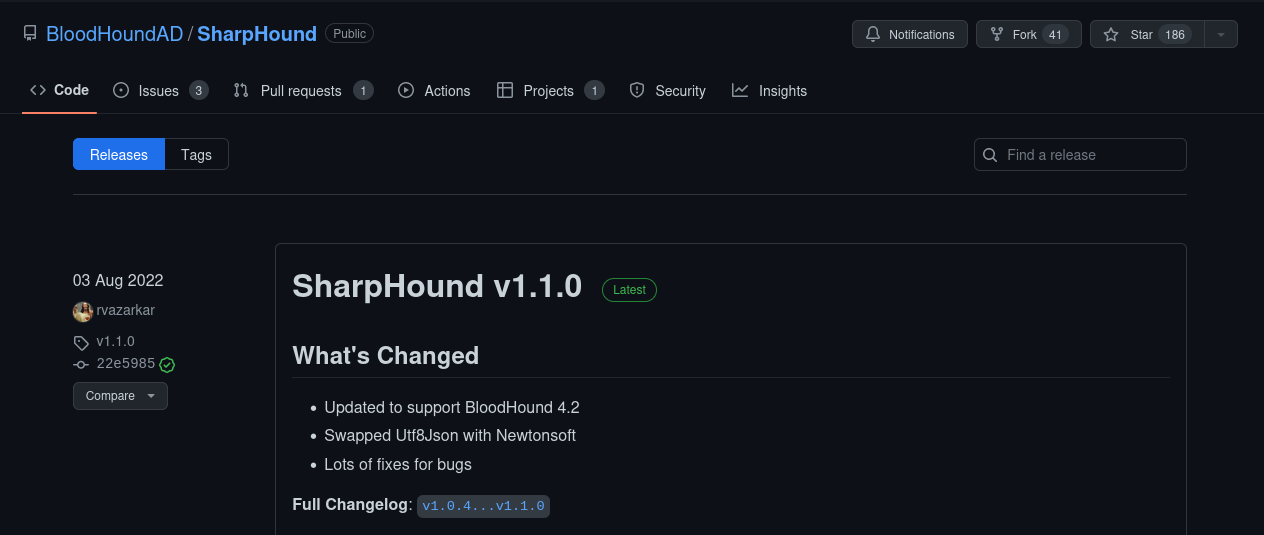 BloodHoundAD / SharpHound Public
Notifications Fork 41 Star 186
Code Issues 3 Pull requests 1 Actions Projects 1 Security Insights
Releases Tags Find a release
03 Aug 2022
rvazarkar
v1.1.0
22e5985
Compare
SharpHound v1.1.0 Latest
What's Changed
• Updated to support BloodHound 4.2
• Swapped Utf8Json with Newtonsoft
• Lots of fixes for bugs
Full Changelog: v1.0.4...v1.1.0